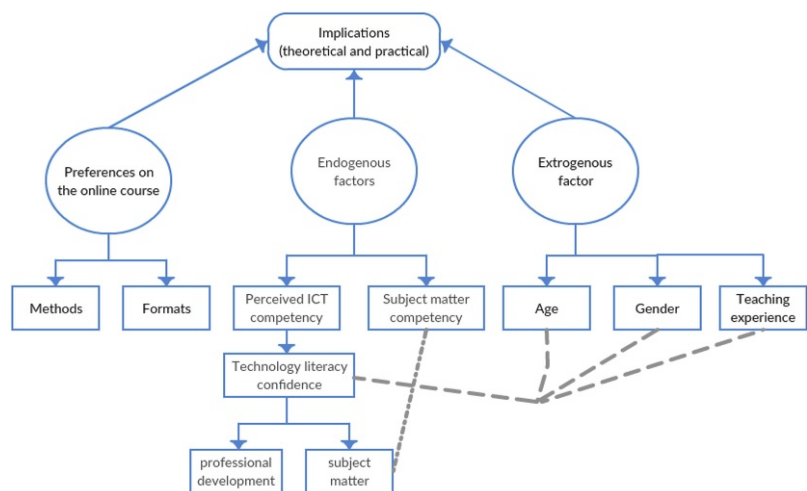 Implications
(theoretical and practical)
Preferences on
the online course
Endogenous
factors
Extrogenous
factor
Methods
Formats
Perceived ICT
competency
Subject matter
competency
Age
Gender
Teaching
experience
Technology literacy
confidence
professional
development
subject
matter